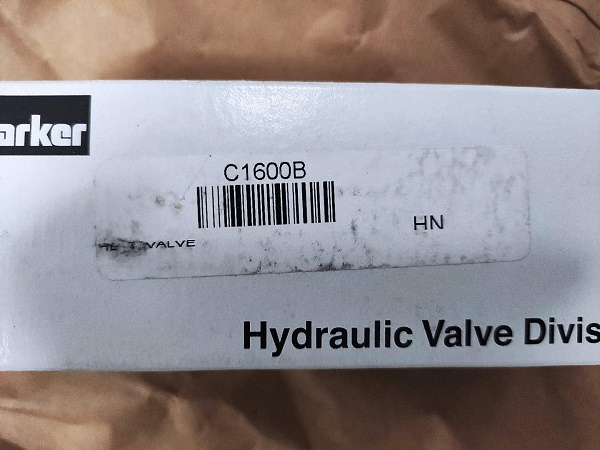 arker
C1600B
VALVE
HN
Hydraulic Valve Divis